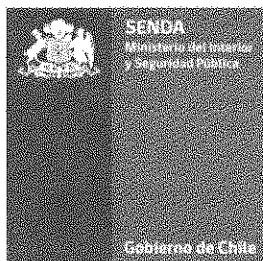 SENDA
Ministerio del Interior
y Seguridad Pública
Gobierno de Chile